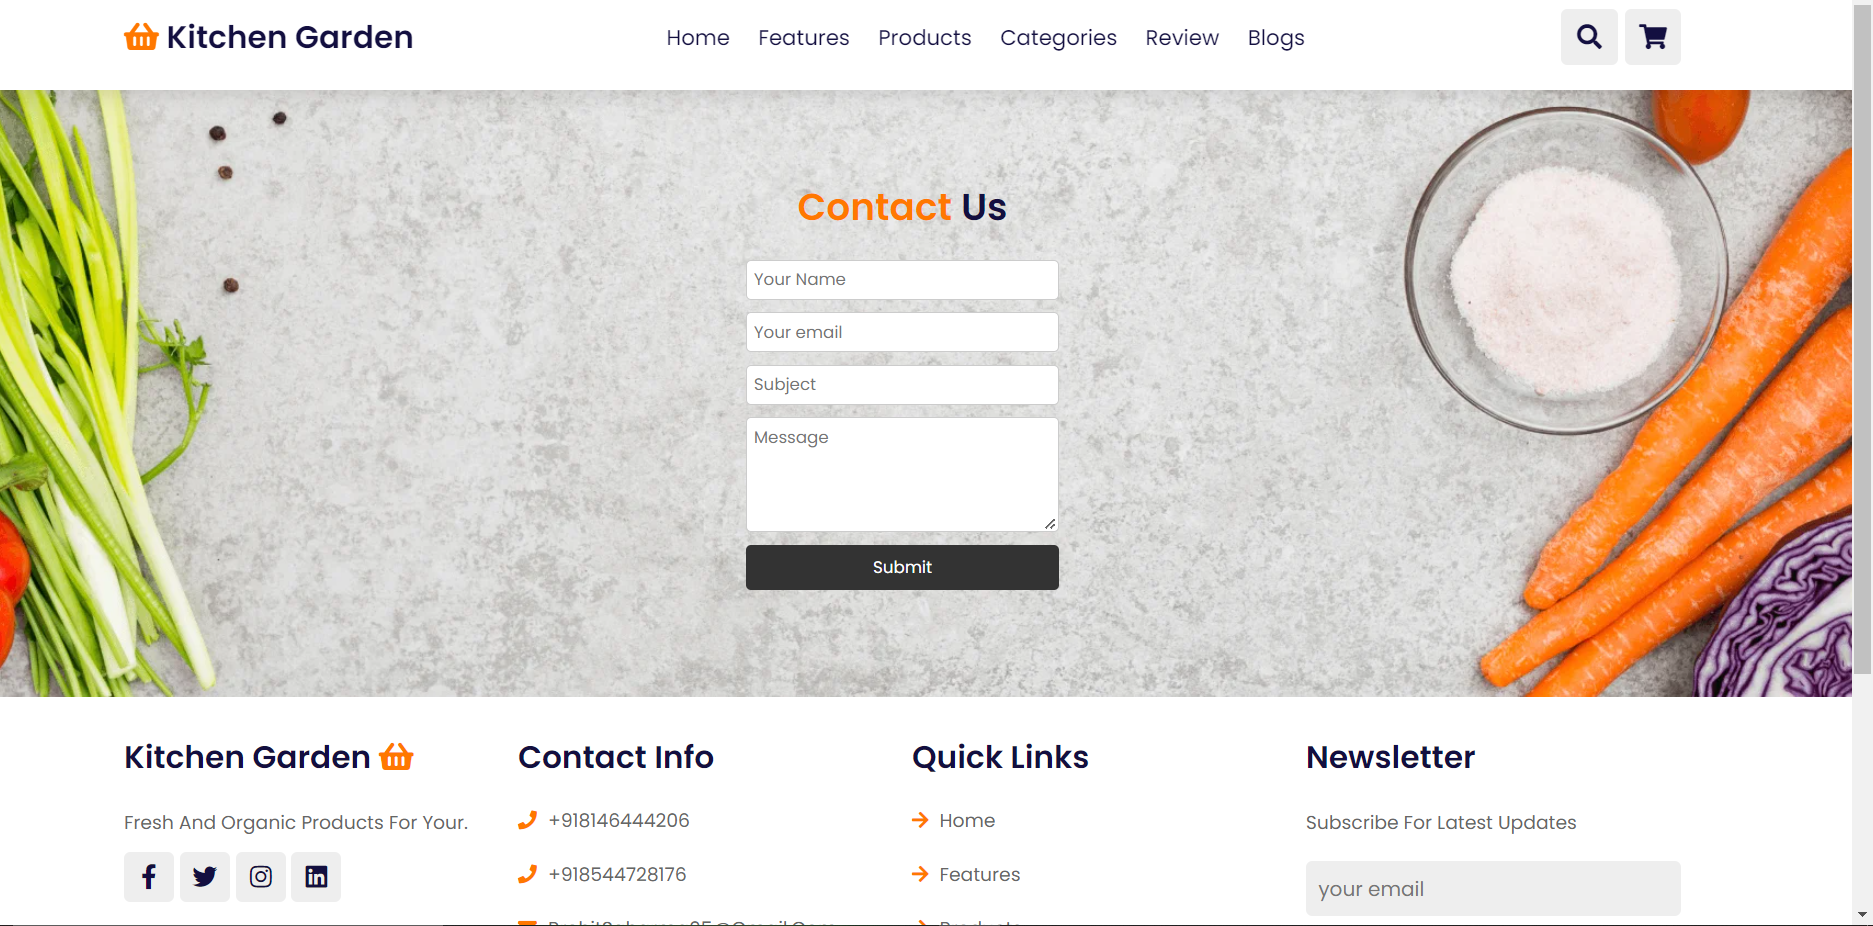 Kitchen Garden
Home Features Products Categories Review Blogs
Contact Us
Your Name
Your email
Subject
Message
Submit
Kitchen Garden
Fresh And Organic Products For Your.
Contact Info
+918146444206
+918544728176
Quick Links
Home
Features
Products
Newsletter
Subscribe For Latest Updates
your email